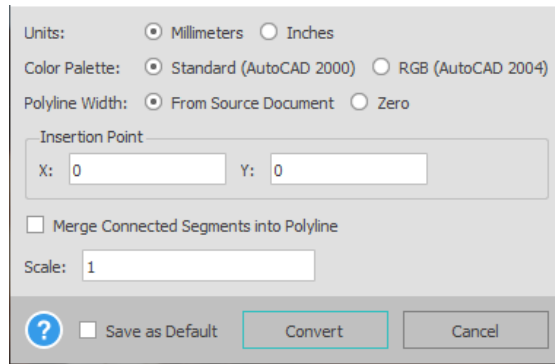 Units: Millimeters Inches
Color Palette: Standard (AutoCAD 2000) RGB (AutoCAD 2004)
Polyline Width: From Source Document Zero
Insertion Point
X: 0 Y: 0
Merge Connected Segments into Polyline
Scale: 1
? Save as Default Convert Cancel